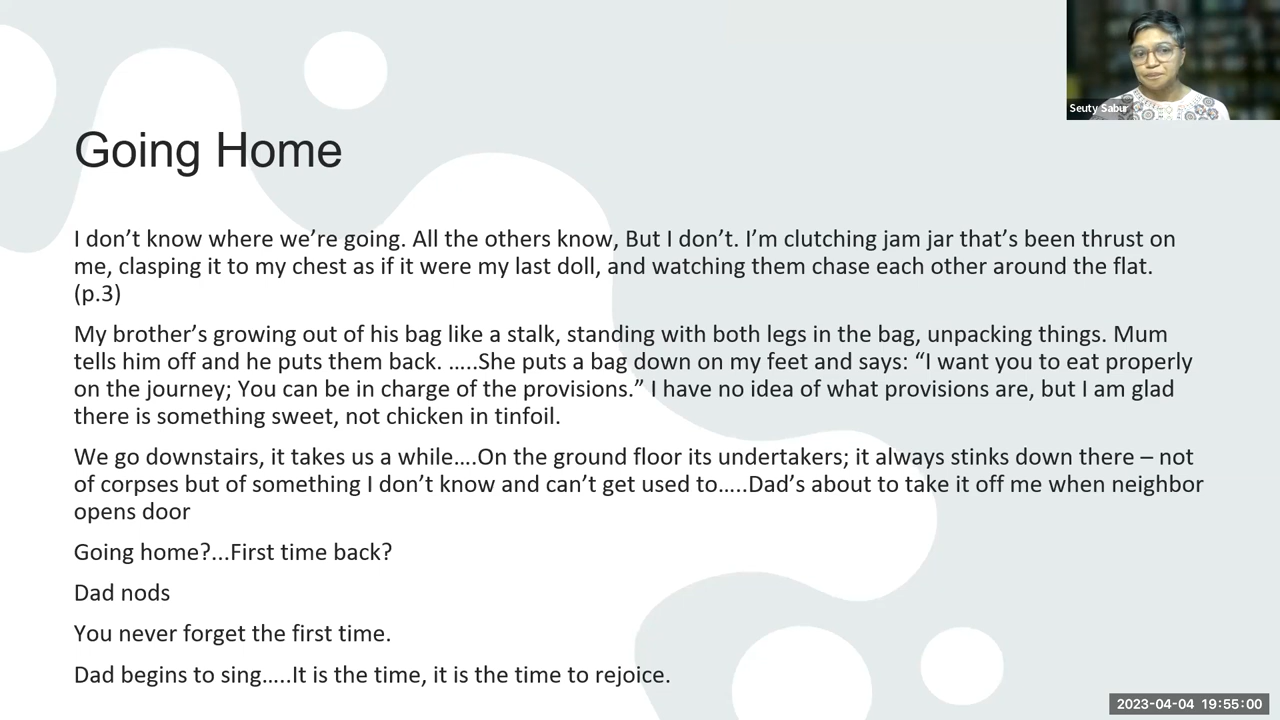 Seuty Sabur
Going Home
I don't know where we're going. All the others know, But I don't. I'm clutching jam jar that's been thrust on
me, clasping it to my chest as if it were my last doll, and watching them chase each other around the flat.
(p.3)
My brother's growing out of his bag like a stalk, standing with both legs in the bag, unpacking things. Mum
tells him off and he puts them back. …..She puts a bag down on my feet and says: “I want you to eat properly
on the journey; You can be in charge of the provisions.” I have no idea of what provisions are, but I am glad
there is something sweet, not chicken in tinfoil.
We go downstairs, it takes us a while….On the ground floor its undertakers; it always stinks down there – not
of corpses but of something I don't know and can't get used to…..Dad's about to take it off me when neighbor
opens door
Going home?...First time back?
Dad nods
You never forget the first time.
Dad begins to sing…..It is the time, it is the time to rejoice.
2023-04-04 19:55:00